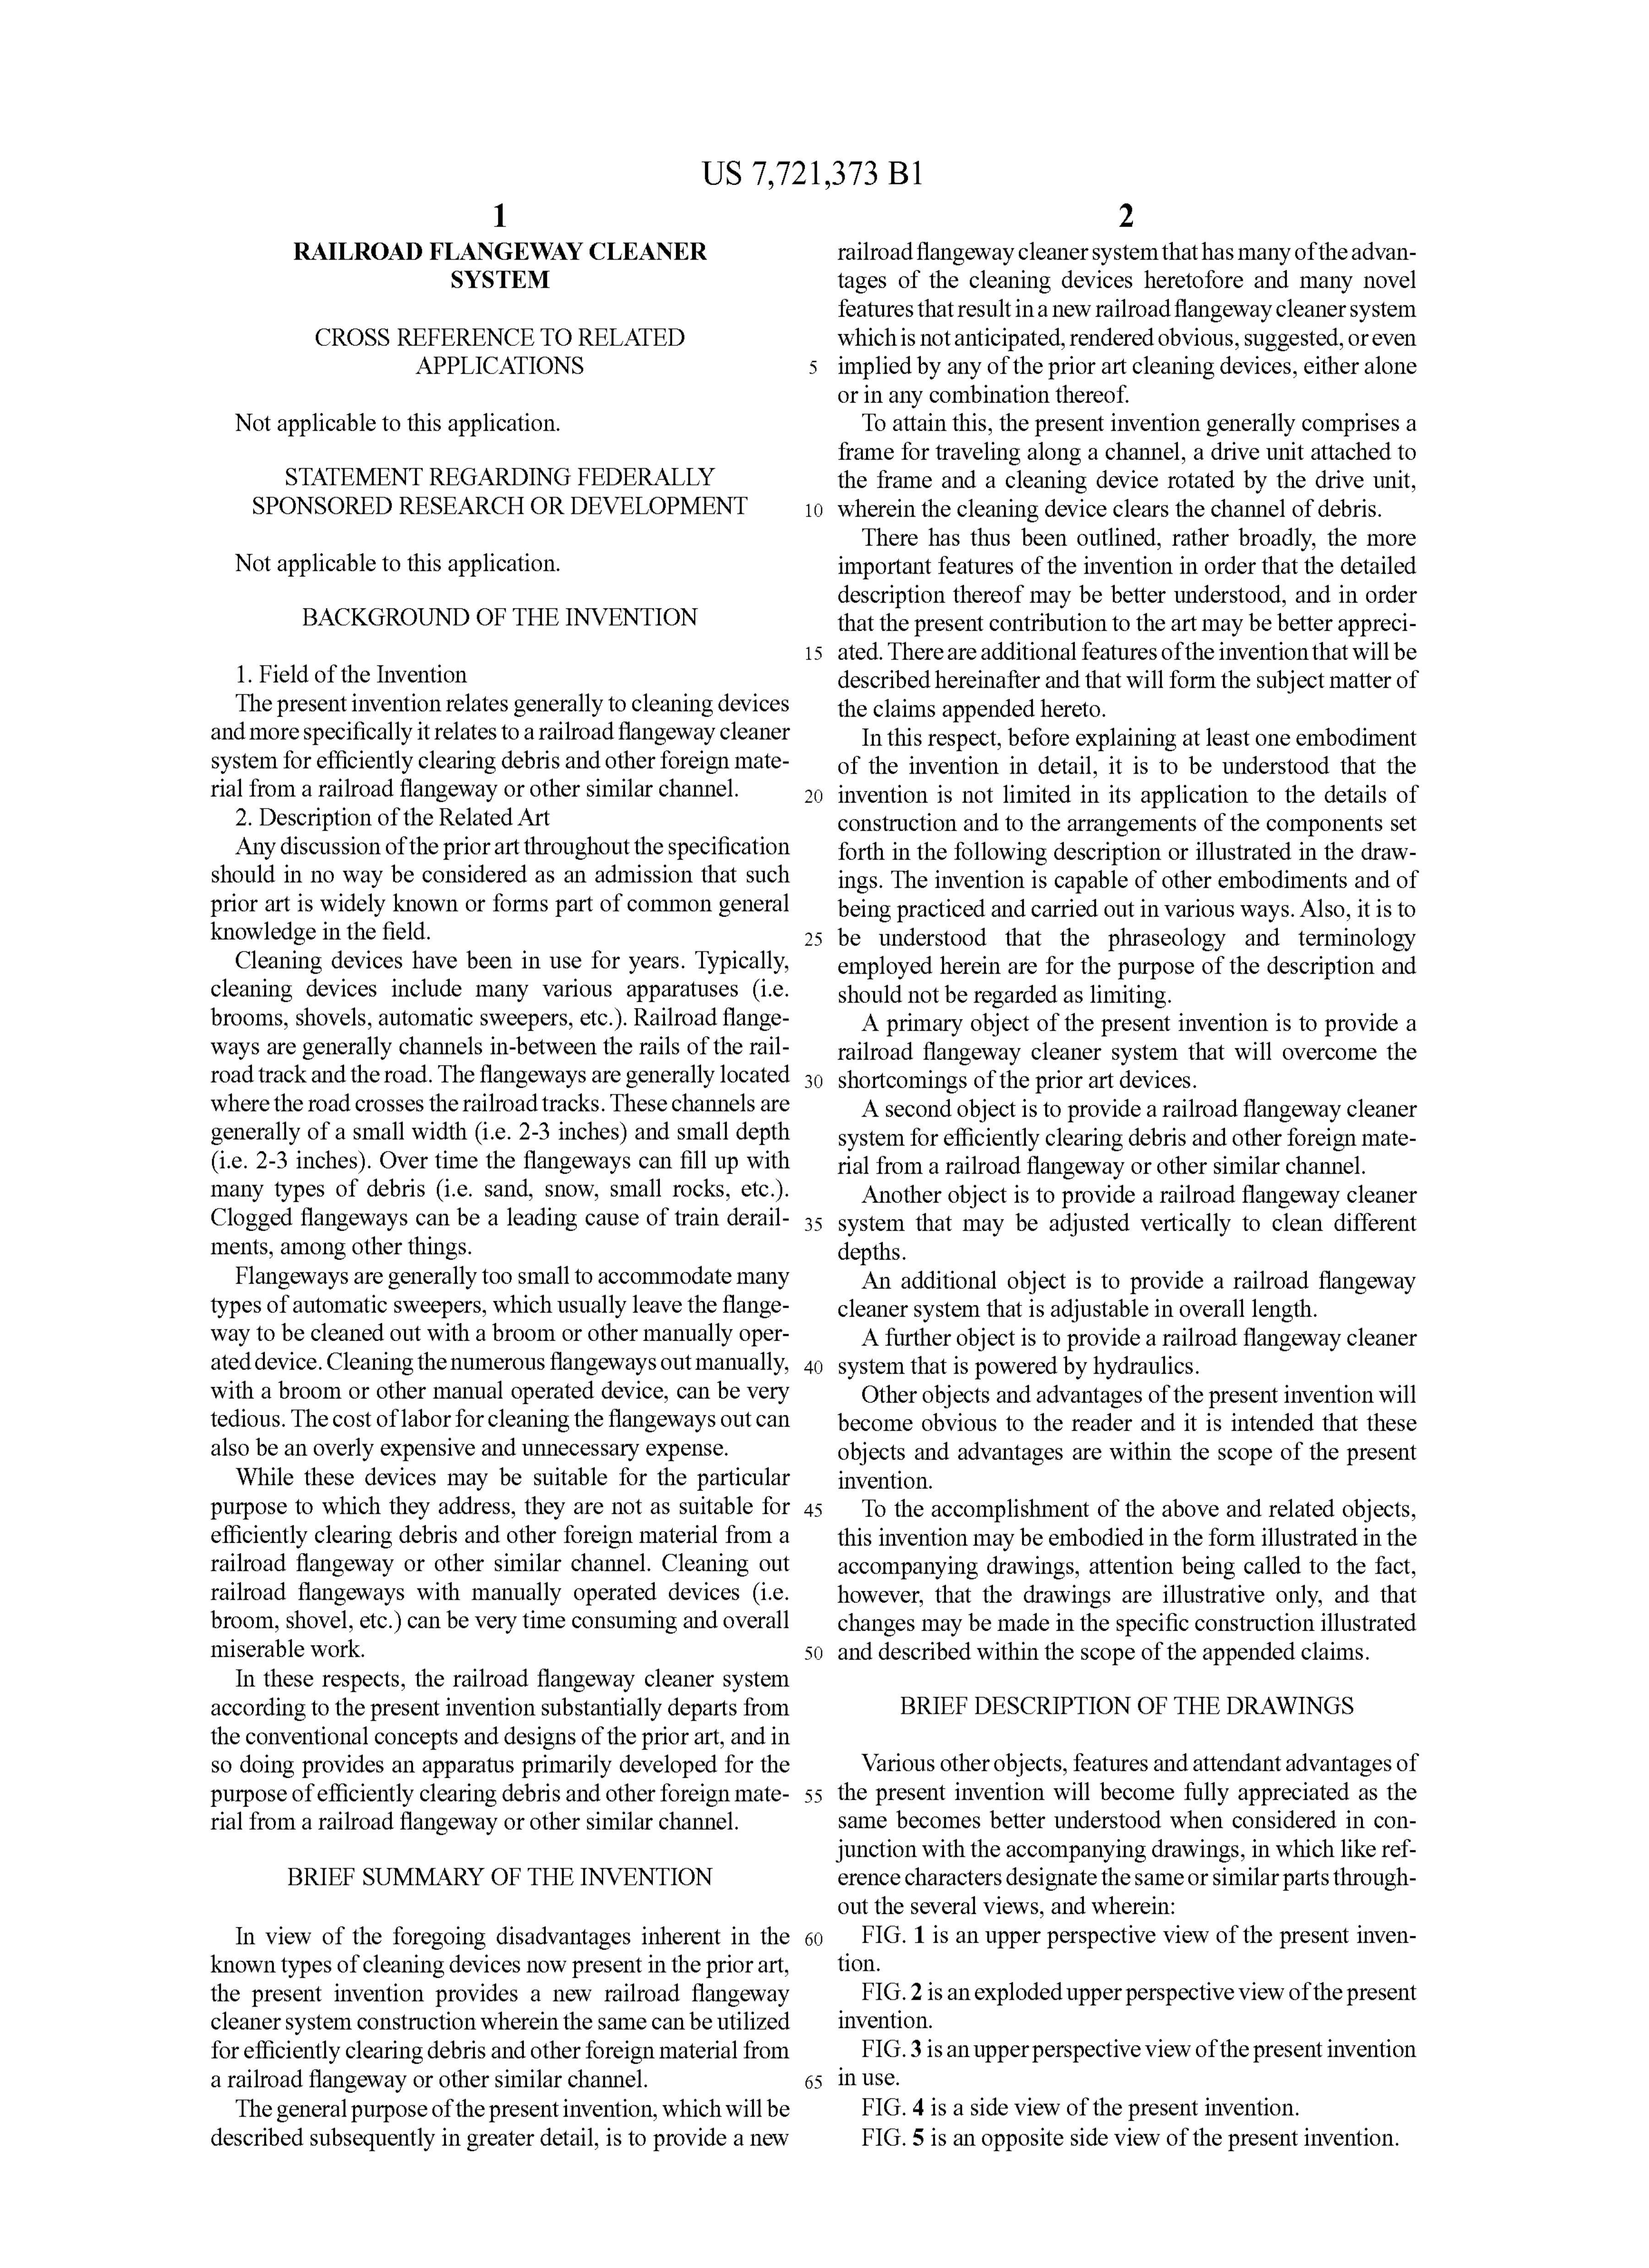 US 7,721,373 B1
1
RAILROAD FLANGEWAY CLEANER
SYSTEM
CROSS REFERENCE TO RELATED
APPLICATIONS
Not applicable to this application.
STATEMENT REGARDING FEDERALLY
SPONSORED RESEARCH OR DEVELOPMENT
Not applicable to this application.
BACKGROUND OF THE INVENTION
1. Field of the Invention
The present invention relates generally to cleaning devices
and more specifically it relates to a railroad flangeway cleaner
system for efficiently clearing debris and other foreign mate-
rial from a railroad flangeway or other similar channel.
2. Description of the Related Art
Any discussion of the prior art throughout the specification
should in no way be considered as an admission that such
prior art is widely known or forms part of common general
knowledge in the field.
Cleaning devices have been in use for years. Typically,
cleaning devices include many various apparatuses (i.e.
brooms, shovels, automatic sweepers, etc.). Railroad flange-
ways are generally channels in-between the rails of the rail-
road track and the road. The flangeways are generally located
where the road crosses the railroad tracks. These channels are
generally of a small width (i.e. 2-3 inches) and small depth
(i.e. 2-3 inches). Over time the flangeways can fill up with
many types of debris (i.e. sand, snow, small rocks, etc.).
Clogged flangeways can be a leading cause of train derail-
ments, among other things.
Flangeways are generally too small to accommodate many
types of automatic sweepers, which usually leave the flange-
way to be cleaned out with a broom or other manually oper-
ated device. Cleaning the numerous flangeways out manually,
with a broom or other manual operated device, can be very
tedious. The cost of labor for cleaning the flangeways out can
also be an overly expensive and unnecessary expense.
While these devices may be suitable for the particular
purpose to which they address, they are not as suitable for
efficiently clearing debris and other foreign material from a
railroad flangeway or other similar channel. Cleaning out
railroad flangeways with manually operated devices (i.e.
broom, shovel, etc.) can be very time consuming and overall
miserable work.
In these respects, the railroad flangeway cleaner system
according to the present invention substantially departs from
the conventional concepts and designs of the prior art, and in
so doing provides an apparatus primarily developed for the
purpose of efficiently clearing debris and other foreign mate-
rial from a railroad flangeway or other similar channel.
BRIEF SUMMARY OF THE INVENTION
In view of the foregoing disadvantages inherent in the
known types of cleaning devices now present in the prior art,
the present invention provides a new railroad flangeway
cleaner system construction wherein the same can be utilized
for efficiently clearing debris and other foreign material from
a railroad flangeway or other similar channel.
The general purpose of the present invention, which will be
described subsequently in greater detail, is to provide a new
2
railroad flangeway cleaner system that has many of the advan-
tages of the cleaning devices heretofore and many novel
features that result in a new railroad flangeway cleaner system
which is not anticipated, rendered obvious, suggested, or even
5 implied by any of the prior art cleaning devices, either alone
or in any combination thereof.
To attain this, the present invention generally comprises a
frame for traveling along a channel, a drive unit attached to
the frame and a cleaning device rotated by the drive unit,
10 wherein the cleaning device clears the channel of debris.
There has thus been outlined, rather broadly, the more
important features of the invention in order that the detailed
description thereof may be better understood, and in order
that the present contribution to the art may be better appreci-
15 ated. There are additional features of the invention that will be
described hereinafter and that will form the subject matter of
the claims appended hereto.
In this respect, before explaining at least one embodiment
of the invention in detail, it is to be understood that the
20 invention is not limited in its application to the details of
construction and to the arrangements of the components set
forth in the following description or illustrated in the draw-
ings. The invention is capable of other embodiments and of
being practiced and carried out in various ways. Also, it is to
25 be understood that the phraseology and terminology
employed herein are for the purpose of the description and
should not be regarded as limiting.
A primary object of the present invention is to provide a
railroad flangeway cleaner system that will overcome the
30 shortcomings of the prior art devices.
A second object is to provide a railroad flangeway cleaner
system for efficiently clearing debris and other foreign mate-
rial from a railroad flangeway or other similar channel.
Another object is to provide a railroad flangeway cleaner
35 system that may be adjusted vertically to clean different
depths.
An additional object is to provide a railroad flangeway
cleaner system that is adjustable in overall length.
A further object is to provide a railroad flangeway cleaner
40 system that is powered by hydraulics.
Other objects and advantages of the present invention will
become obvious to the reader and it is intended that these
objects and advantages are within the scope of the present
invention.
45 To the accomplishment of the above and related objects,
this invention may be embodied in the form illustrated in the
accompanying drawings, attention being called to the fact,
however, that the drawings are illustrative only, and that
changes may be made in the specific construction illustrated
50 and described within the scope of the appended claims.
BRIEF DESCRIPTION OF THE DRAWINGS
Various other objects, features and attendant advantages of
55 the present invention will become fully appreciated as the
same becomes better understood when considered in con-
junction with the accompanying drawings, in which like ref-
erence characters designate the same or similar parts through-
out the several views, and wherein:
60 FIG. 1 is an upper perspective view of the present inven-
tion.
FIG. 2 is an exploded upper perspective view of the present
invention.
FIG. 3 is an upper perspective view of the present invention
65 in use.
FIG. 4 is a side view of the present invention.
FIG. 5 is an opposite side view of the present invention.